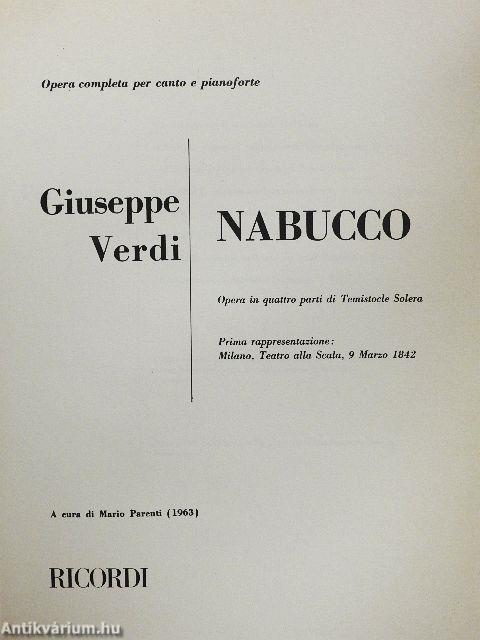 Opera completa per canto e pianoforte
Giuseppe
Verdi
NABUCCO
Opera in quattro parti di Temistocle Solera
Prima rappresentazione:
Milano, Teatro alla Scala, 9 Marzo 1842
A cura di Mario Parenti (1963)
RICORDI
Antikvárium.hu